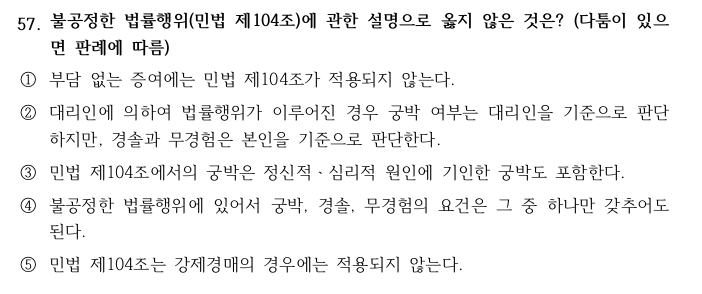 57. 불공정한 법률행위(민법 제104조)에 관한 설명으로 옳지 않은 것은? (다툼이 있으
면 판례에 따름)
① 부담 없는 증여에는 민법 제104조가 적용되지 않는다.
② 대리인에 의하여 법률행위가 이루어진 경우 궁박 여부는 대리인을 기준으로 판단
하지만, 경솔과 무경험은 본인을 기준으로 판단한다.
③ 민법 제104조에서의 궁박은 정신적ㆍ심리적 원인에 기인한 궁박도 포함한다.
④ 불공정한 법률행위에 있어서 궁박, 경솔, 무경험의 요건은 그 중 하나만 갖추어도
된다.
⑤ 민법 제104조는 강제경매의 경우에는 적용되지 않는다.